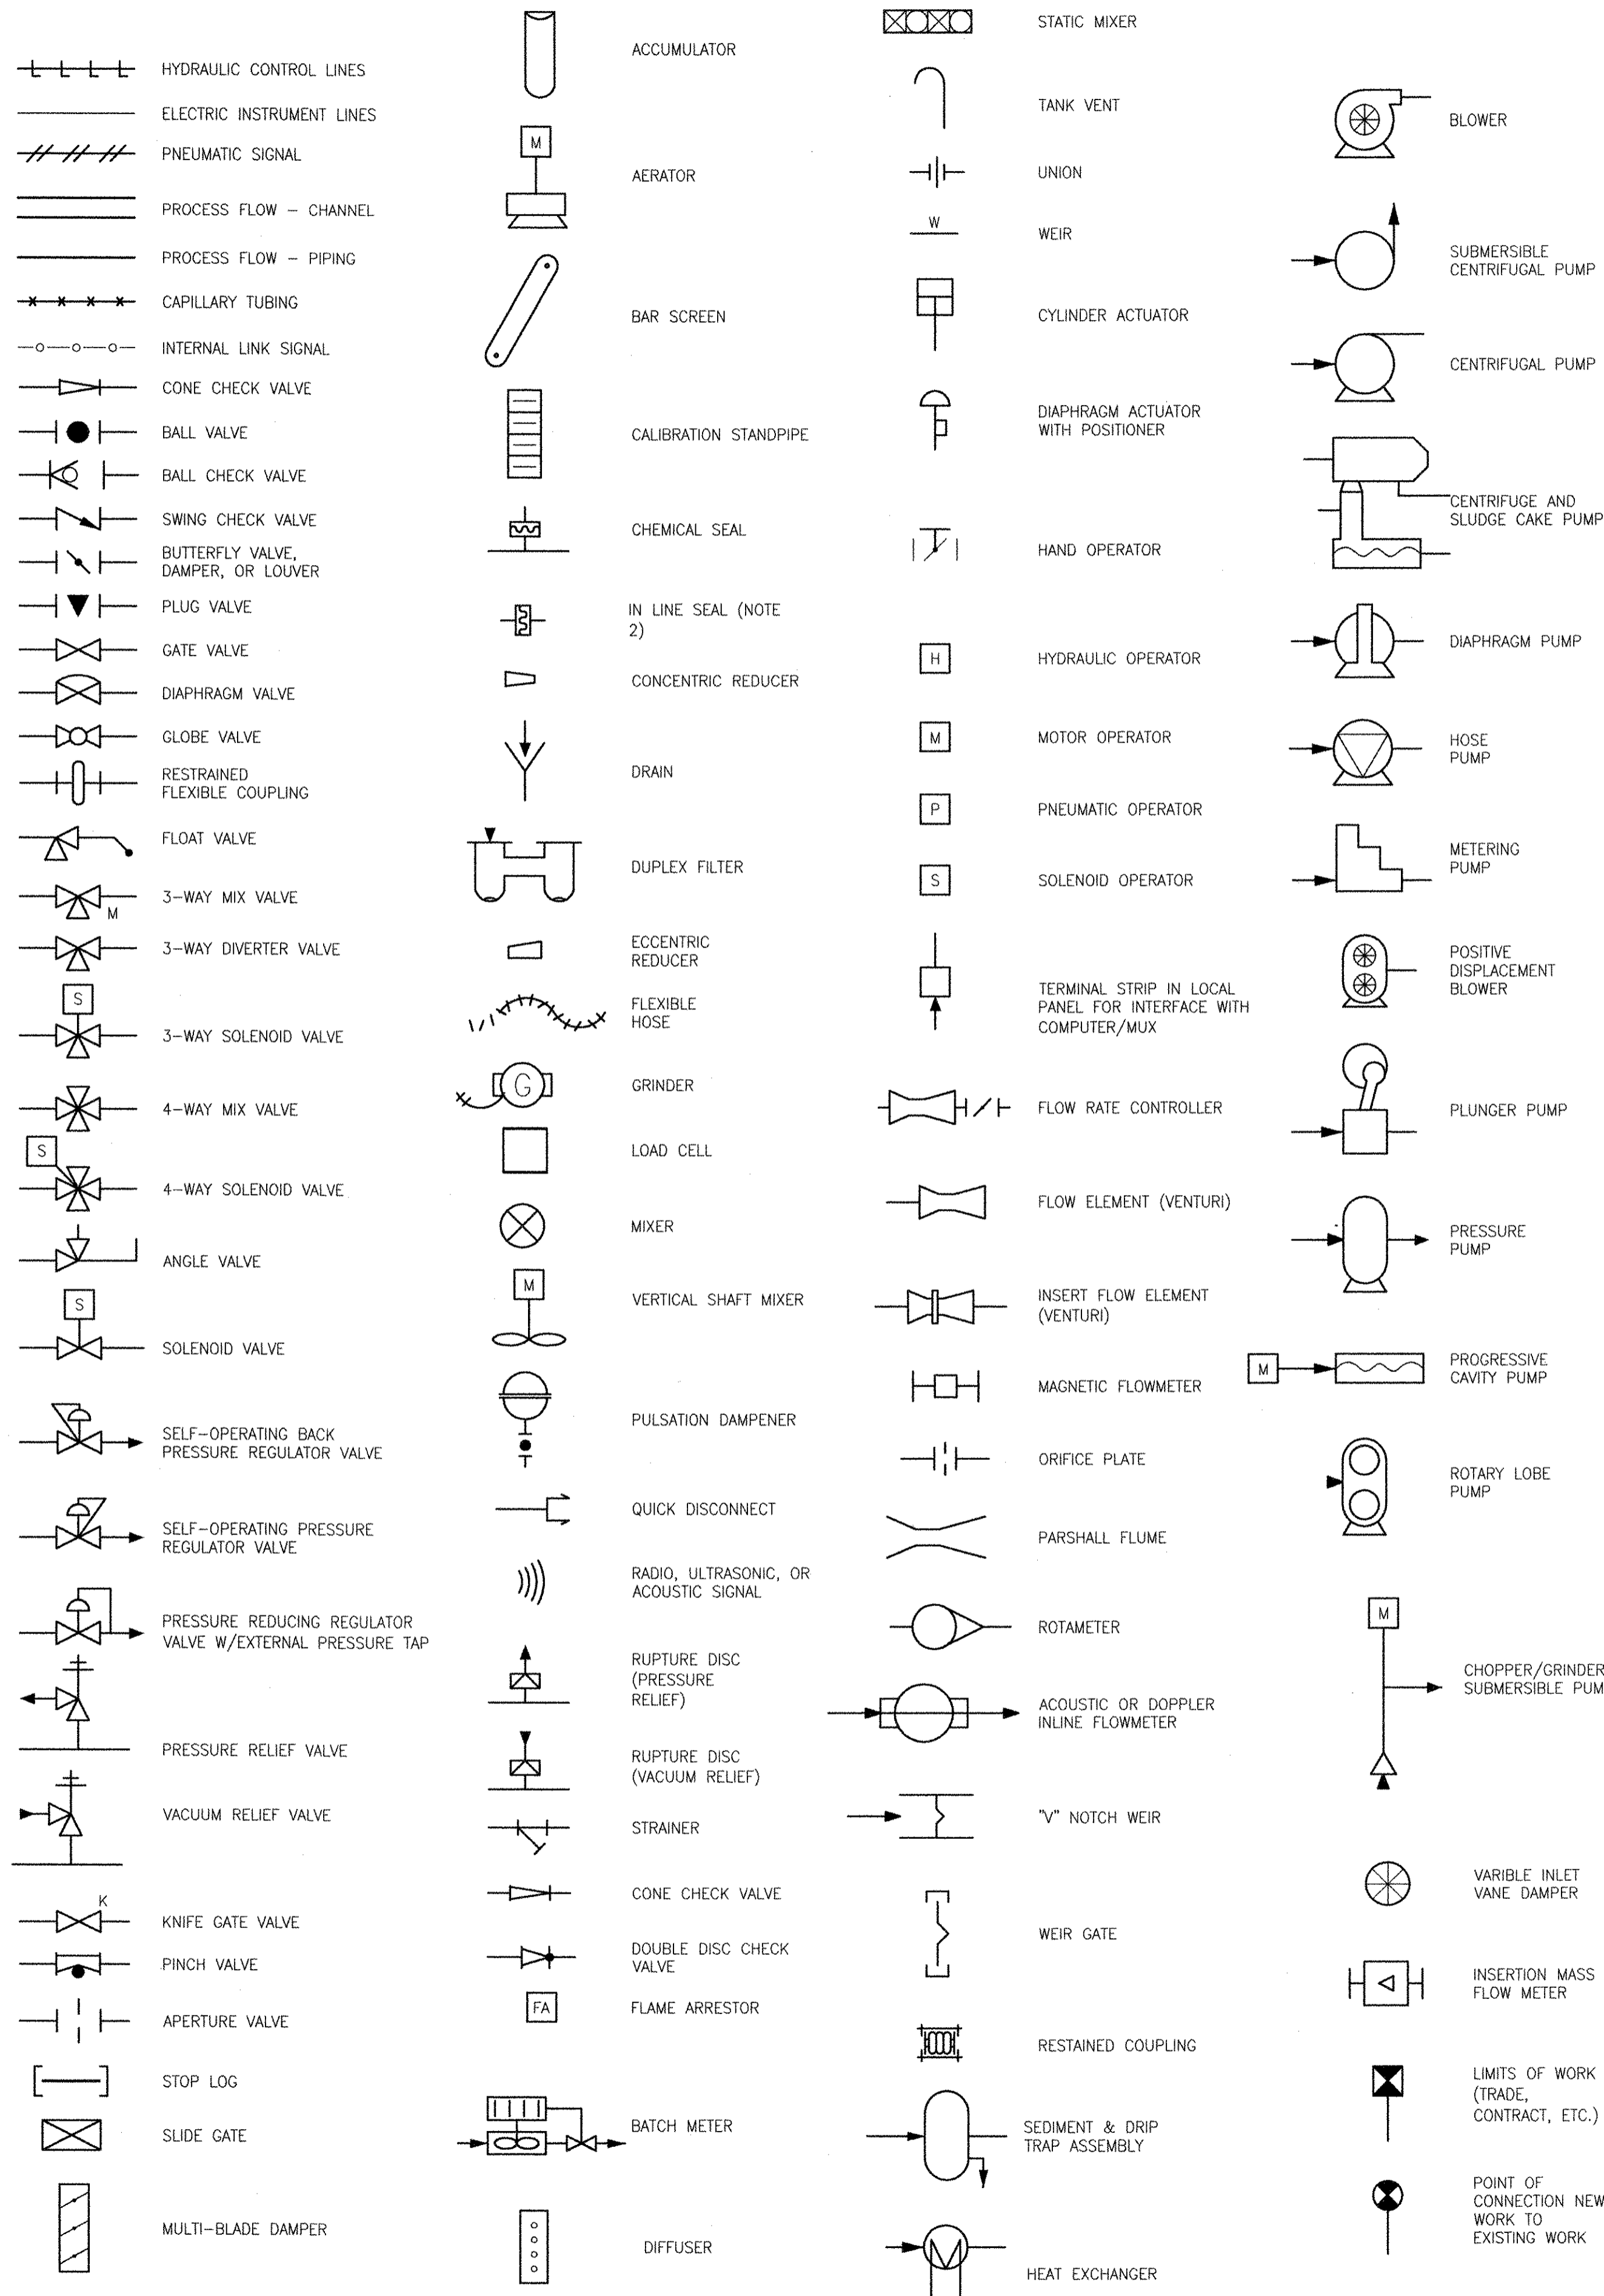 HYDRAULIC CONTROL LINES
ELECTRIC INSTRUMENT LINES
PNEUMATIC SIGNAL
PROCESS FLOW – CHANNEL
PROCESS FLOW – PIPING
CAPILLARY TUBING
INTERNAL LINK SIGNAL
CONE CHECK VALVE
BALL VALVE
BALL CHECK VALVE
SWING CHECK VALVE
BUTTERFLY VALVE,
DAMPER, OR LOUVER
PLUG VALVE
GATE VALVE
DIAPHRAGM VALVE
GLOBE VALVE
RESTRAINED
FLEXIBLE COUPLING
FLOAT VALVE
3-WAY MIX VALVE
M
3-WAY DIVERTER VALVE
S
3-WAY SOLENOID VALVE
4-WAY MIX VALVE
S
4-WAY SOLENOID VALVE
ANGLE VALVE
S
SOLENOID VALVE
SELF-OPERATING BACK
PRESSURE REGULATOR VALVE
SELF-OPERATING PRESSURE
REGULATOR VALVE
PRESSURE REDUCING REGULATOR
VALVE W/EXTERNAL PRESSURE TAP
PRESSURE RELIEF VALVE
VACUUM RELIEF VALVE
K
KNIFE GATE VALVE
PINCH VALVE
APERTURE VALVE
STOP LOG
SLIDE GATE
MULTI-BLADE DAMPER
ACCUMULATOR
M
AERATOR
BAR SCREEN
CALIBRATION STANDPIPE
CHEMICAL SEAL
IN LINE SEAL (NOTE
2)
CONCENTRIC REDUCER
DRAIN
DUPLEX FILTER
ECCENTRIC
REDUCER
FLEXIBLE
HOSE
G
GRINDER
LOAD CELL
MIXER
M
VERTICAL SHAFT MIXER
PULSATION DAMPENER
QUICK DISCONNECT
RADIO, ULTRASONIC, OR
ACOUSTIC SIGNAL
RUPTURE DISC
(PRESSURE
RELIEF)
RUPTURE DISC
(VACUUM RELIEF)
STRAINER
CONE CHECK VALVE
DOUBLE DISC CHECK
VALVE
FA
FLAME ARRESTOR
BATCH METER
DIFFUSER
STATIC MIXER
TANK VENT
UNION
W
WEIR
CYLINDER ACTUATOR
DIAPHRAGM ACTUATOR
WITH POSITIONER
HAND OPERATOR
H
HYDRAULIC OPERATOR
M
MOTOR OPERATOR
P
PNEUMATIC OPERATOR
S
SOLENOID OPERATOR
TERMINAL STRIP IN LOCAL
PANEL FOR INTERFACE WITH
COMPUTER/MUX
FLOW RATE CONTROLLER
FLOW ELEMENT (VENTURI)
INSERT FLOW ELEMENT
(VENTURI)
MAGNETIC FLOWMETER
ORIFICE PLATE
PARSHALL FLUME
ROTAMETER
ACOUSTIC OR DOPPLER
INLINE FLOWMETER
"V" NOTCH WEIR
WEIR GATE
RESTAINED COUPLING
SEDIMENT & DRIP
TRAP ASSEMBLY
HEAT EXCHANGER
BLOWER
SUBMERSIBLE
CENTRIFUGAL PUMP
CENTRIFUGAL PUMP
CENTRIFUGE AND
SLUDGE CAKE PUMP
DIAPHRAGM PUMP
HOSE
PUMP
METERING
PUMP
POSITIVE
DISPLACEMENT
BLOWER
PLUNGER PUMP
PRESSURE
PUMP
M
PROGRESSIVE
CAVITY PUMP
ROTARY LOBE
PUMP
M
CHOPPER/GRINDER
SUBMERSIBLE PUM
VARIBLE INLET
VANE DAMPER
INSERTION MASS
FLOW METER
LIMITS OF WORK
(TRADE,
CONTRACT, ETC.)
POINT OF
CONNECTION NEW
WORK TO
EXISTING WORK